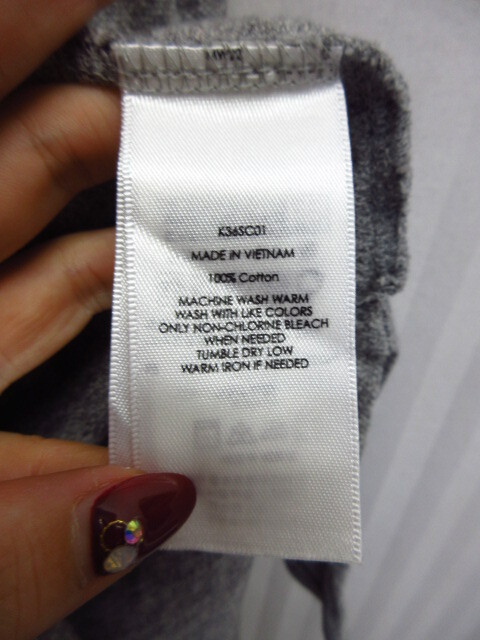 K36SC01
MADE IN VIETNAM
100% Cotton
MACHINE WASH WARM
WASH WITH LIKE COLORS
ONLY NON-CHLORINE BLEACH
WHEN NEEDED
TUMBLE DRY LOW
WARM IRON IF NEEDED